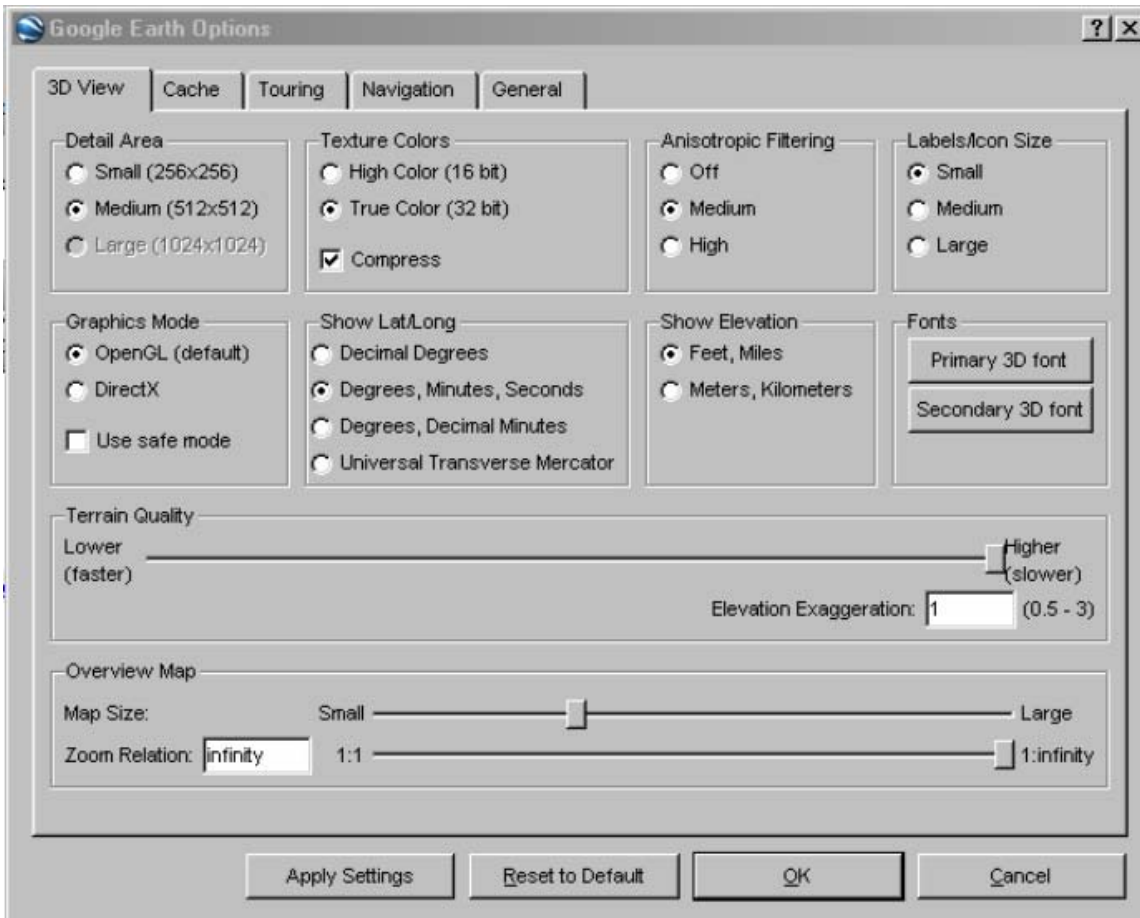 Google Earth Options
3D View Cache Touring Navigation General
Detail Area
Small (256x256)
Medium (512x512)
Large (1024x1024)
Texture Colors
High Color (16 bit)
True Color (32 bit)
Compress
Anisotropic Filtering
Off
Medium
High
Labels/Icon Size
Small
Medium
Large
Graphics Mode
OpenGL (default)
DirectX
Use safe mode
Show Lat/Long
Decimal Degrees
Degrees, Minutes, Seconds
Degrees, Decimal Minutes
Universal Transverse Mercator
Show Elevation
Feet, Miles
Meters, Kilometers
Fonts
Primary 3D font
Secondary 3D font
Terrain Quality
Lower
(faster)
Higher
(slower)
Elevation Exaggeration: 1 (0.5 - 3)
Overview Map
Map Size: Small Large
Zoom Relation: infinity 1:1 1:infinity
Apply Settings Reset to Default OK Cancel